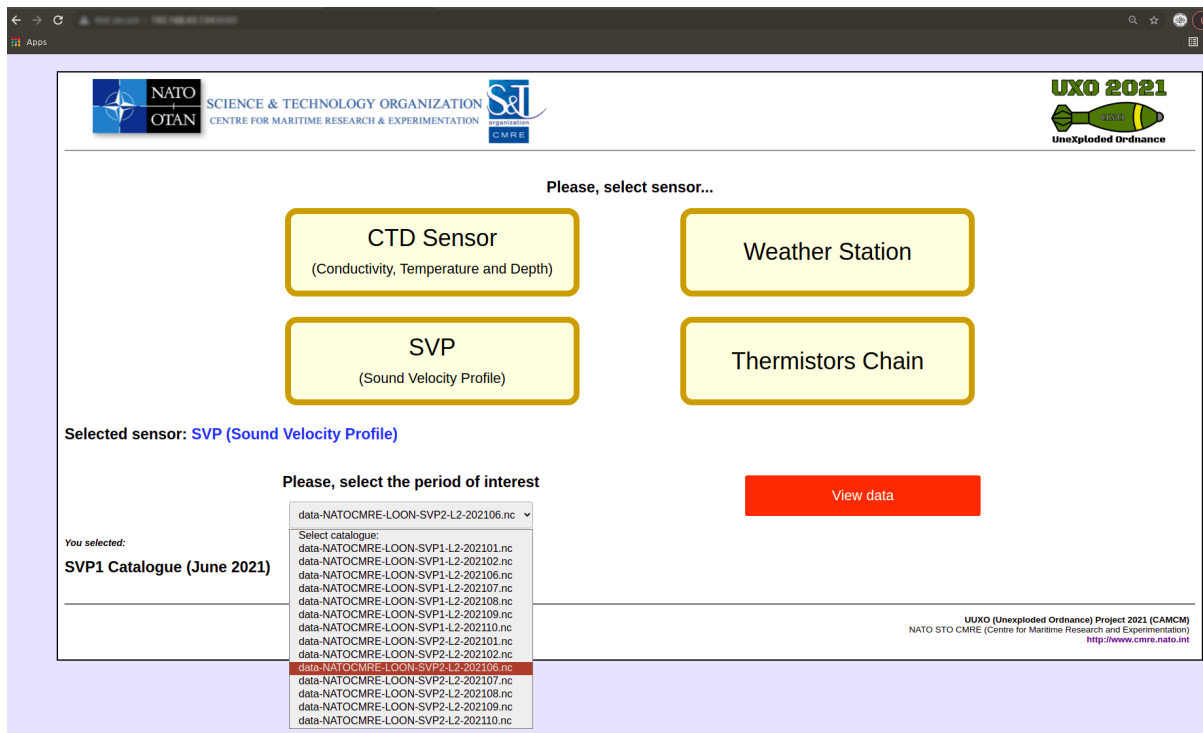 Apps
NATO
OTAN
SCIENCE & TECHNOLOGY ORGANIZATION
CENTRE FOR MARITIME RESEARCH & EXPERIMENTATION
S&T
organization
CMRE
UXO 2021
UXO
UneXploded Ordnance
Please, select sensor...
CTD Sensor
(Conductivity, Temperature and Depth)
Weather Station
SVP
(Sound Velocity Profile)
Thermistors Chain
Selected sensor: SVP (Sound Velocity Profile)
Please, select the period of interest
View data
data-NATOCMRE-LOON-SVP2-L2-202106.nc
You selected:
SVP1 Catalogue (June 2021)
Select catalogue:
data-NATOCMRE-LOON-SVP1-L2-202101.nc
data-NATOCMRE-LOON-SVP1-L2-202102.nc
data-NATOCMRE-LOON-SVP1-L2-202106.nc
data-NATOCMRE-LOON-SVP1-L2-202107.nc
data-NATOCMRE-LOON-SVP1-L2-202108.nc
data-NATOCMRE-LOON-SVP1-L2-202109.nc
data-NATOCMRE-LOON-SVP1-L2-202110.nc
data-NATOCMRE-LOON-SVP2-L2-202101.nc
data-NATOCMRE-LOON-SVP2-L2-202102.nc
data-NATOCMRE-LOON-SVP2-L2-202106.nc
data-NATOCMRE-LOON-SVP2-L2-202107.nc
data-NATOCMRE-LOON-SVP2-L2-202108.nc
data-NATOCMRE-LOON-SVP2-L2-202109.nc
data-NATOCMRE-LOON-SVP2-L2-202110.nc
UUXO (Unexploded Ordnance) Project 2021 (CAMCM)
NATO STO CMRE (Centre for Maritime Research and Experimentation)
http://www.cmre.nato.int